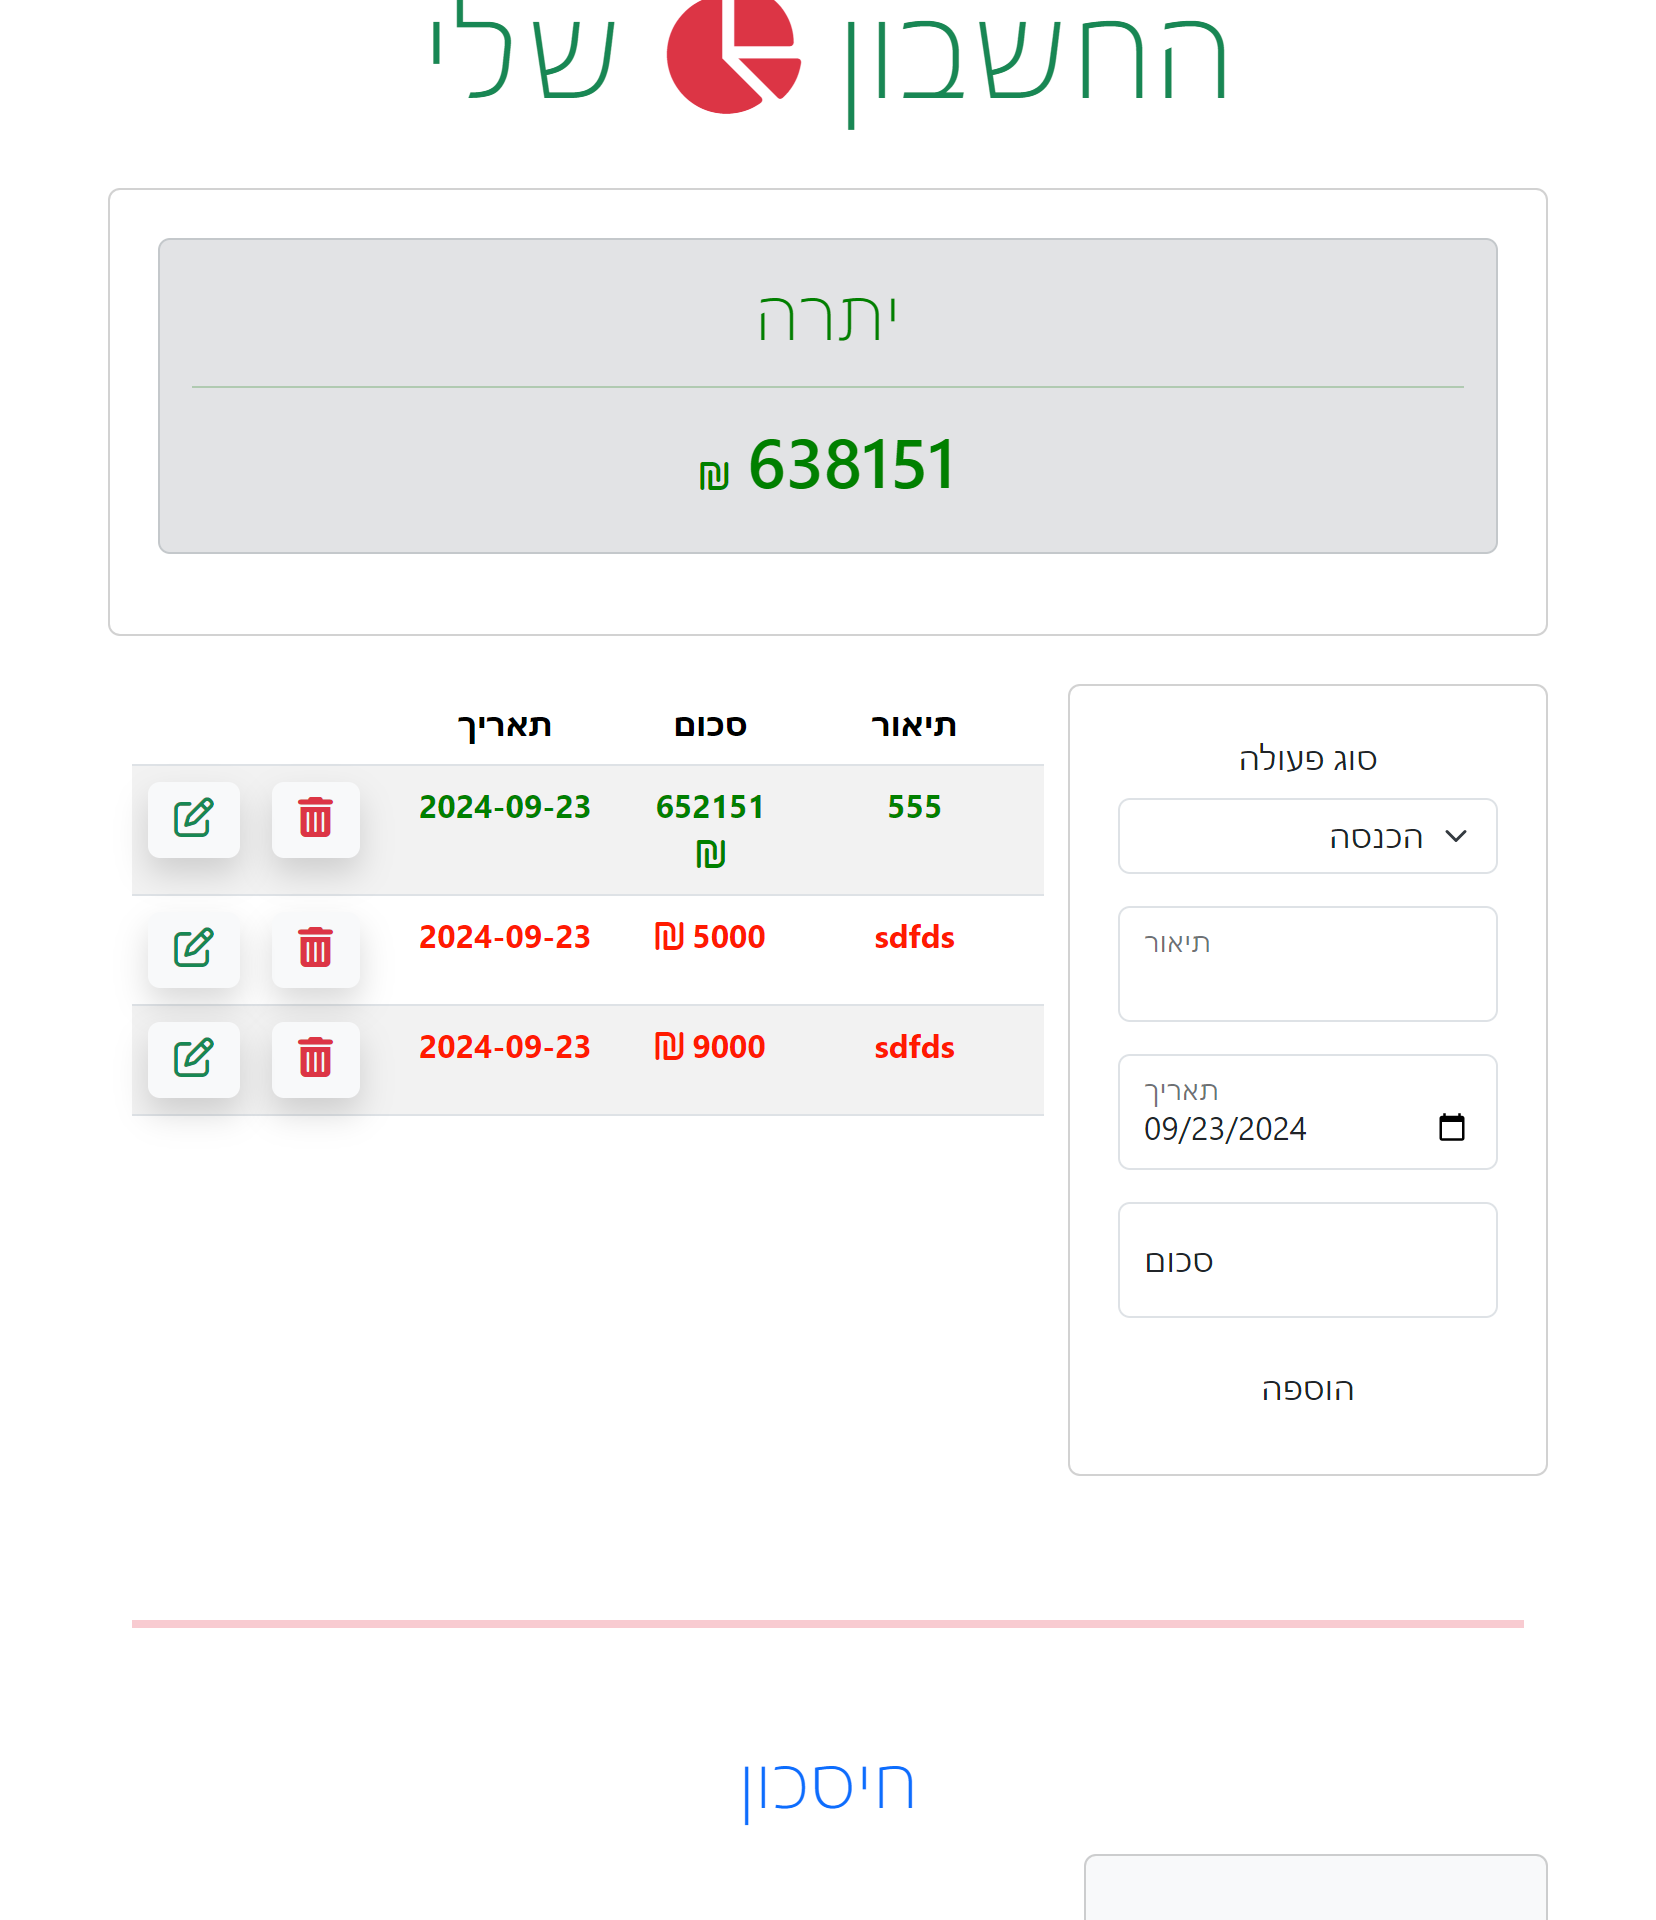 החשבון שלי
יתרה
638151 ₪
סוג פעולה
הכנסה
תיאור
תאריך
09/23/2024
סכום
הוספה
תיאור סכום תאריך
555 652151 ₪ 2024-09-23
sdfds 5000 ₪ 2024-09-23
sdfds 9000 ₪ 2024-09-23
חיסכון